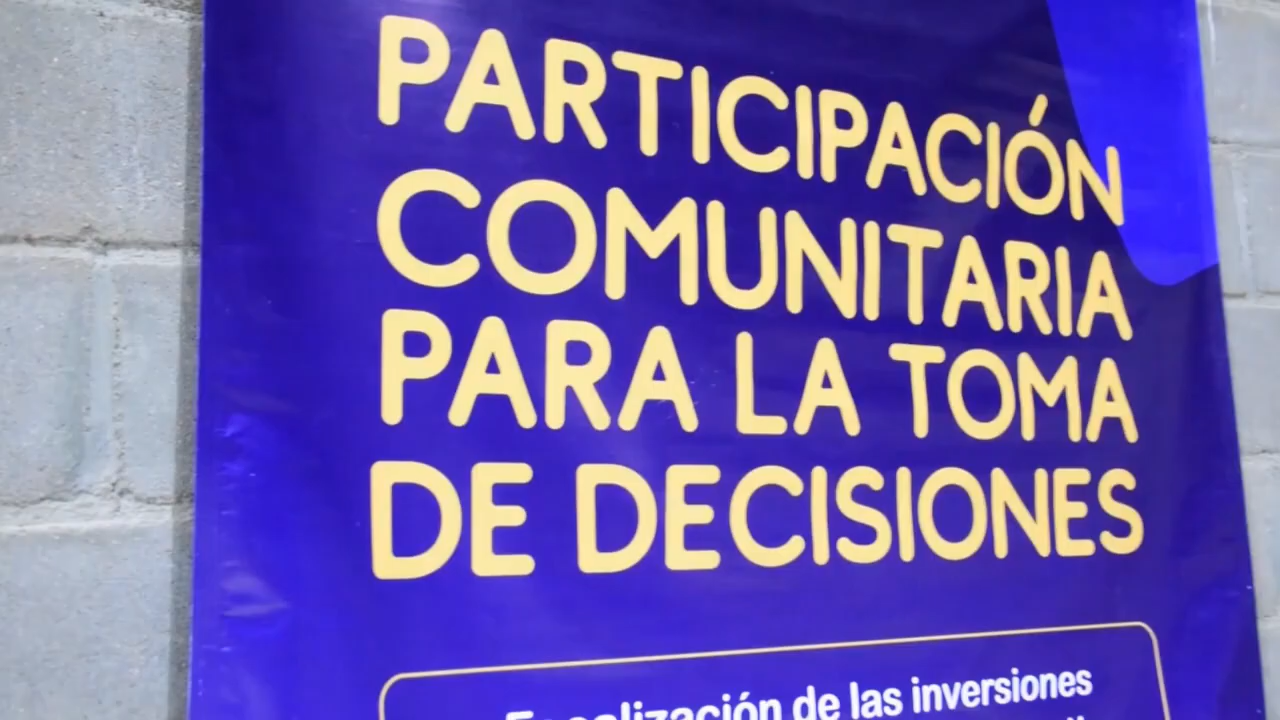 PARTICIPACIÓN
COMUNITARIA
PARA LA TOMA
DE DECISIONES
de las inversiones